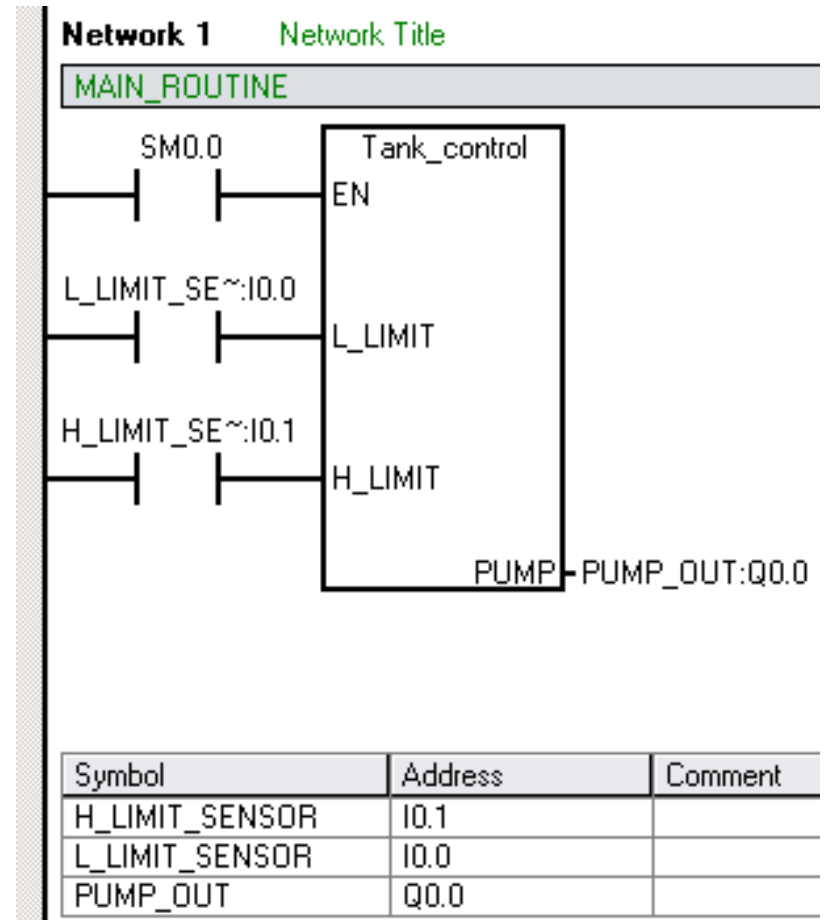 Network 1 Network Title
MAIN_ROUTINE
SM0.0
Tank_control
EN
L_LIMIT_SE~:I0.0
L_LIMIT
H_LIMIT_SE~:I0.1
H_LIMIT
PUMP PUMP_OUT:Q0.0
Symbol Address Comment
H_LIMIT_SENSOR I0.1
L_LIMIT_SENSOR I0.0
PUMP_OUT Q0.0